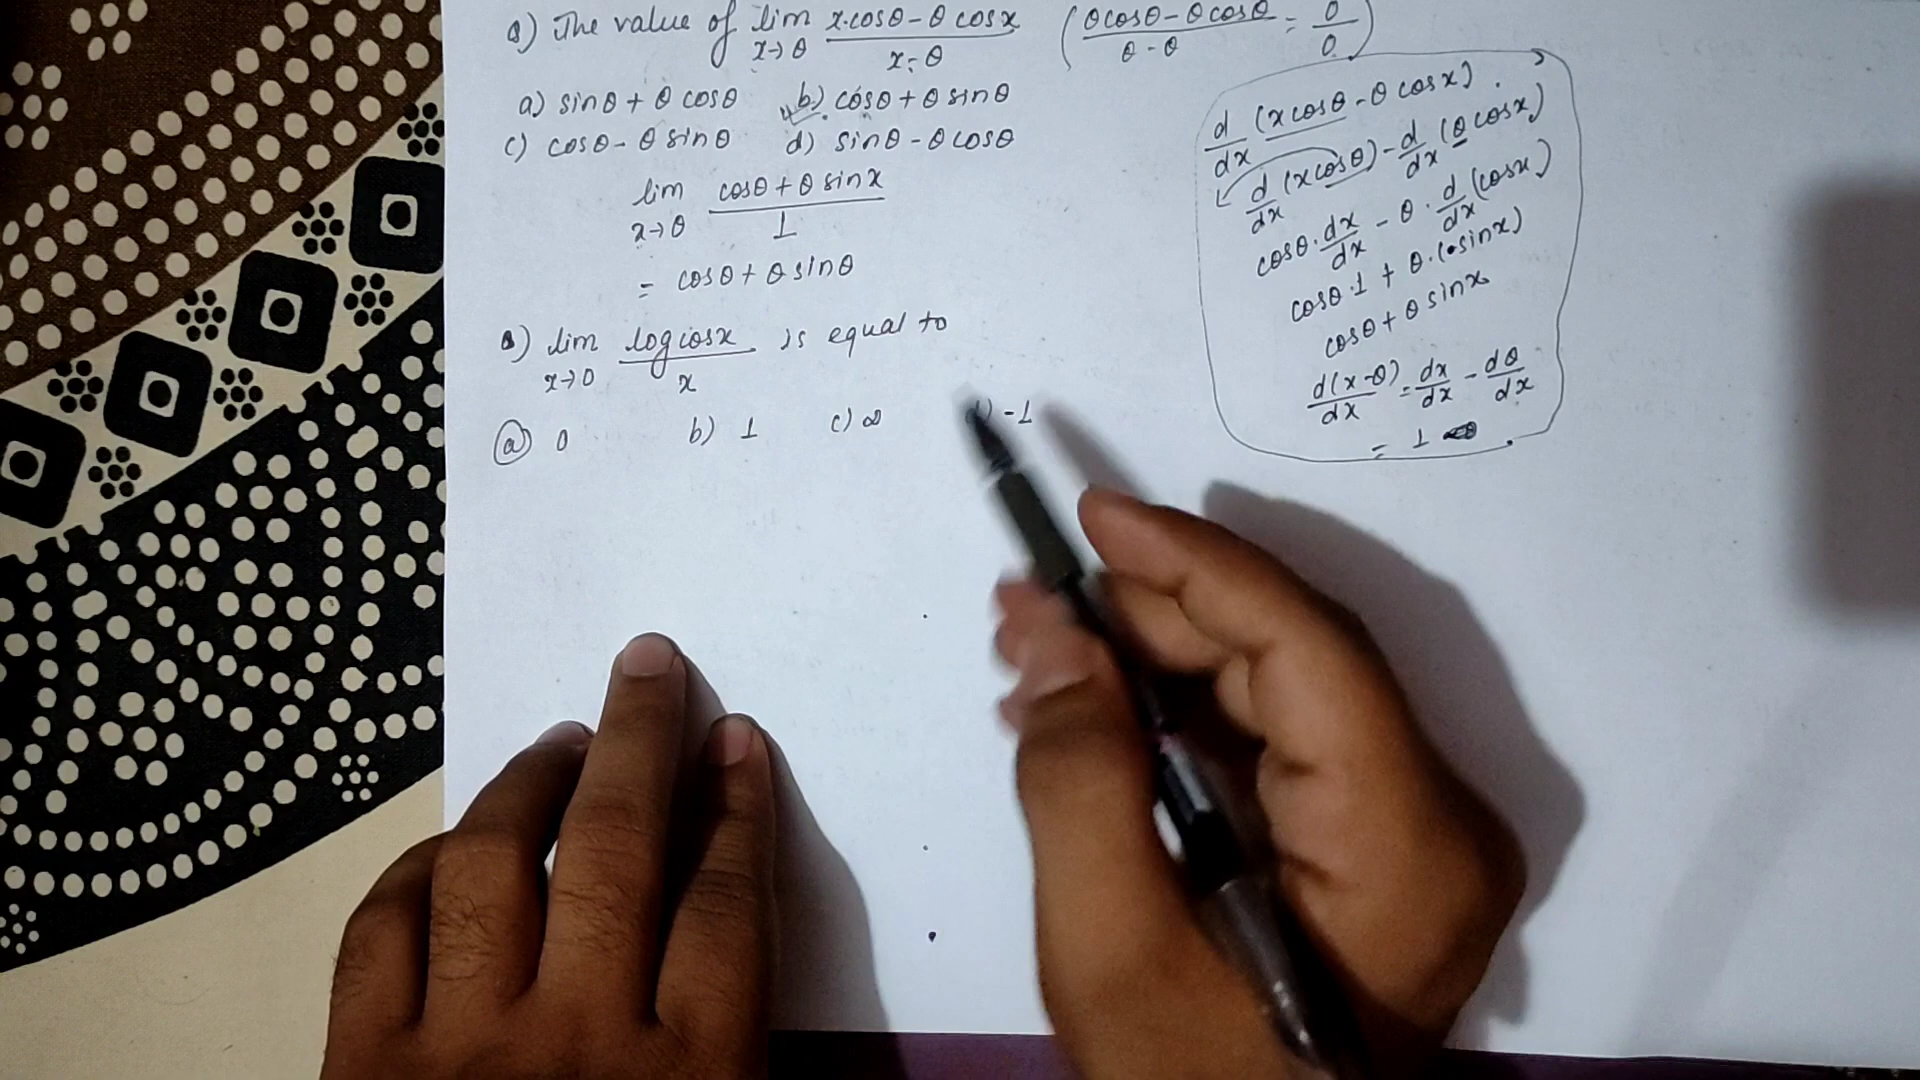 Q) The value of lim x→θ x.cosθ - θ cosx / x-θ (θcosθ - θcosθ / θ-θ = 0/0)
a) sinθ + θ cosθ b) cosθ + θ sinθ
c) cosθ - θ sinθ d) sinθ - θ cosθ
lim x→θ cosθ + θ sinx / 1
= cosθ + θ sinθ
Q) lim x→0 log cosx / x is equal to
a) 0 b) 1 c) ∞ ) -1
d/dx (x cosθ - θ cosx)
d/dx (x cosθ) - d/dx (θ cosx)
cosθ. dx/dx - θ. d/dx (cosx)
cosθ.1 + θ.(sinx)
cosθ + θ sinx
d(x-θ)/dx = dx/dx - dθ/dx
= 1